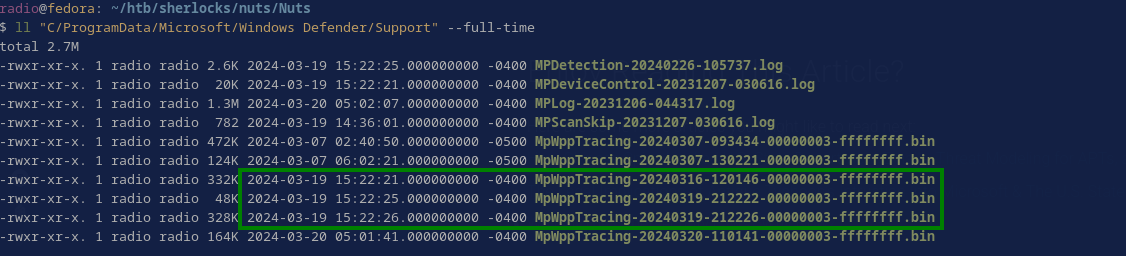 radio@fedora: ~/htb/sherlocks/nuts/Nuts
$ ll "C/ProgramData/Microsoft/Windows Defender/Support" --full-time
total 2.7M
-rwxr-xr-x. 1 radio radio 2.6K 2024-03-19 15:22:25.000000000 -0400 MPDetection-20240226-105737.log
-rwxr-xr-x. 1 radio radio  20K 2024-03-19 15:22:21.000000000 -0400 MPDeviceControl-20231207-030616.log
-rwxr-xr-x. 1 radio radio 1.3M 2024-03-20 05:02:07.000000000 -0400 MPLog-20231206-044317.log
-rwxr-xr-x. 1 radio radio  782 2024-03-19 14:36:01.000000000 -0400 MPScanSkip-20231207-030616.log
-rwxr-xr-x. 1 radio radio 472K 2024-03-07 02:40:50.000000000 -0500 MpWppTracing-20240307-093434-00000003-ffffffff.bin
-rwxr-xr-x. 1 radio radio 124K 2024-03-07 06:02:21.000000000 -0500 MpWppTracing-20240307-130221-00000003-ffffffff.bin
-rwxr-xr-x. 1 radio radio 332K 2024-03-19 15:22:21.000000000 -0400 MpWppTracing-20240316-120146-00000003-ffffffff.bin
-rwxr-xr-x. 1 radio radio  48K 2024-03-19 15:22:25.000000000 -0400 MpWppTracing-20240319-212222-00000003-ffffffff.bin
-rwxr-xr-x. 1 radio radio 328K 2024-03-19 15:22:26.000000000 -0400 MpWppTracing-20240319-212226-00000003-ffffffff.bin
-rwxr-xr-x. 1 radio radio 164K 2024-03-20 05:01:41.000000000 -0400 MpWppTracing-20240320-110141-00000003-ffffffff.bin
Article?